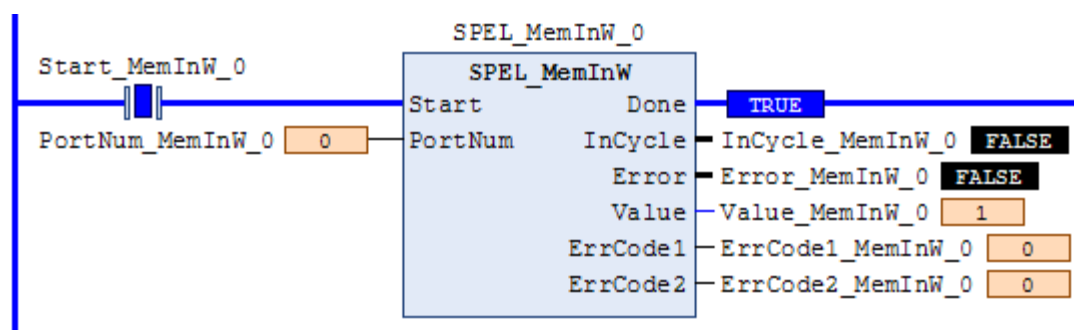 SPEL_MemInW_0
Start_MemInW_0
SPEL_MemInW
Start Done TRUE
PortNum_MemInW_0 0 PortNum InCycle InCycle_MemInW_0 FALSE
Error Error_MemInW_0 FALSE
Value Value_MemInW_0 1
ErrCode1 ErrCode1_MemInW_0 0
ErrCode2 ErrCode2_MemInW_0 0